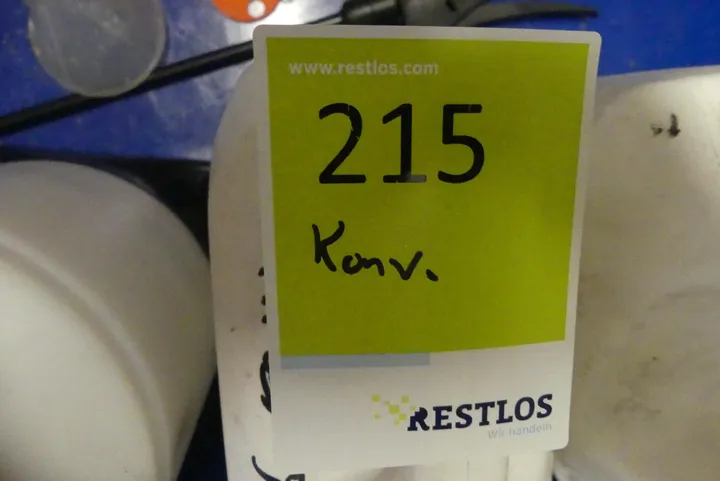 www.restlos.com
215
Konv.
RESTLOS
Wir handeln